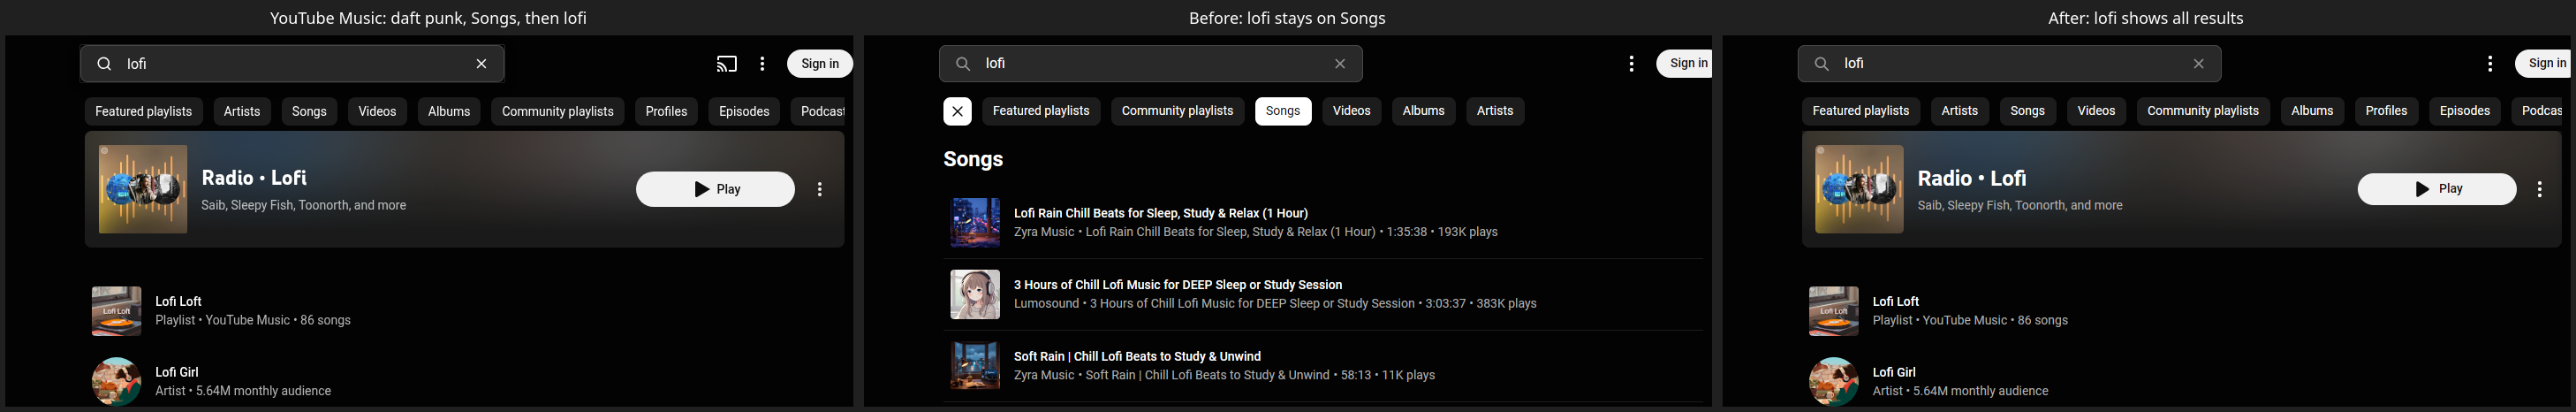 YouTube Music: daft punk, Songs, then lofi
lofi
Sign in
Featured playlists Artists Songs Videos Albums Community playlists Profiles Episodes Podcast
Radio • Lofi
Saib, Sleepy Fish, Toonorth, and more
Play
Lofi Loft
Lofi Loft
Playlist • YouTube Music • 86 songs
Lofi Girl
Artist • 5.64M monthly audience
Before: lofi stays on Songs
lofi
Sign in
Featured playlists Community playlists Songs Videos Albums Artists
Songs
Lofi Rain Chill Beats for Sleep, Study & Relax (1 Hour)
Zyra Music • Lofi Rain Chill Beats for Sleep, Study & Relax (1 Hour) • 1:35:38 • 193K plays
3 Hours of Chill Lofi Music for DEEP Sleep or Study Session
Lumosound • 3 Hours of Chill Lofi Music for DEEP Sleep or Study Session • 3:03:37 • 383K plays
Soft Rain | Chill Lofi Beats to Study & Unwind
Zyra Music • Soft Rain | Chill Lofi Beats to Study & Unwind • 58:13 • 11K plays
After: lofi shows all results
lofi
Sign in
Featured playlists Artists Songs Videos Community playlists Albums Profiles Episodes Podcas
Radio • Lofi
Saib, Sleepy Fish, Toonorth, and more
Play
Lofi Loft
Lofi Loft
Playlist • YouTube Music • 86 songs
Lofi Girl
Artist • 5.64M monthly audience